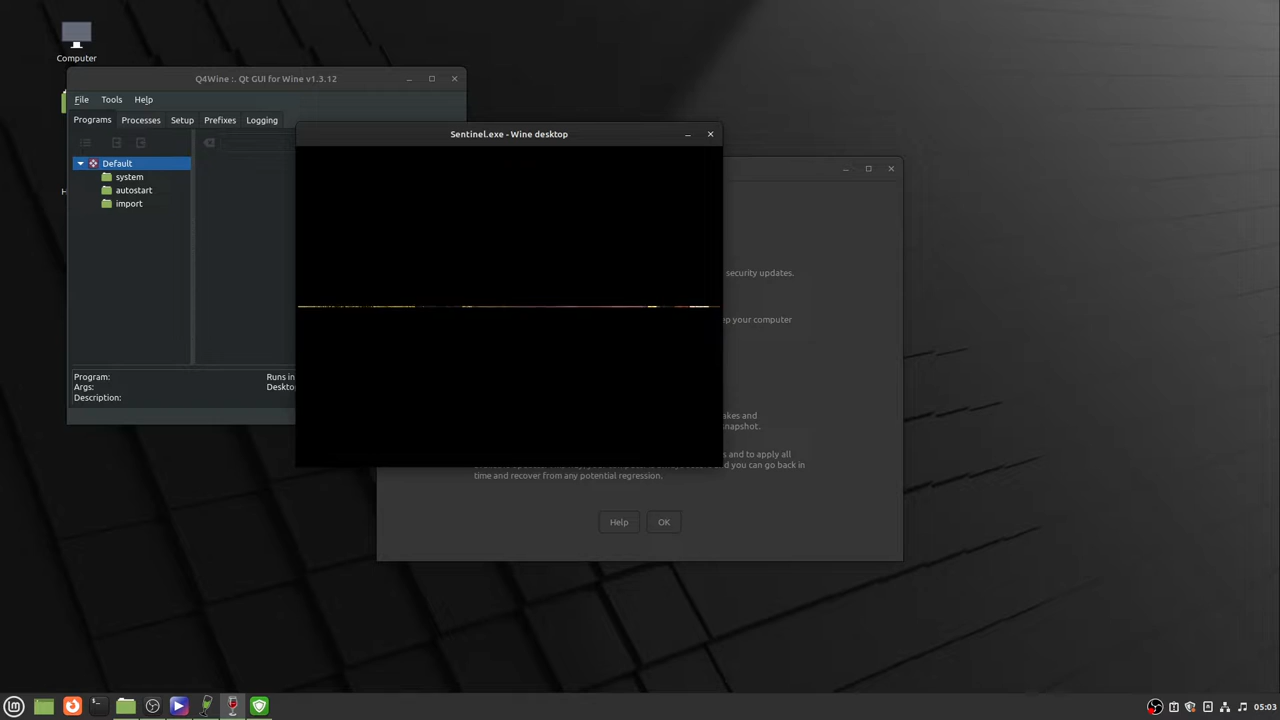 Computer
Q4Wine :. Qt GUI for Wine v1.3.12
File Tools Help
Programs Processes Setup Prefixes Logging
Default
system
autostart
import
Program:
Args:
Description:
Runs in
Deskto
Sentinel.exe - Wine desktop
security updates.
p your computer
akes and
snapshot.
s and to apply all
d you can go back in
time and recover from any potential regression.
Help OK
05:03